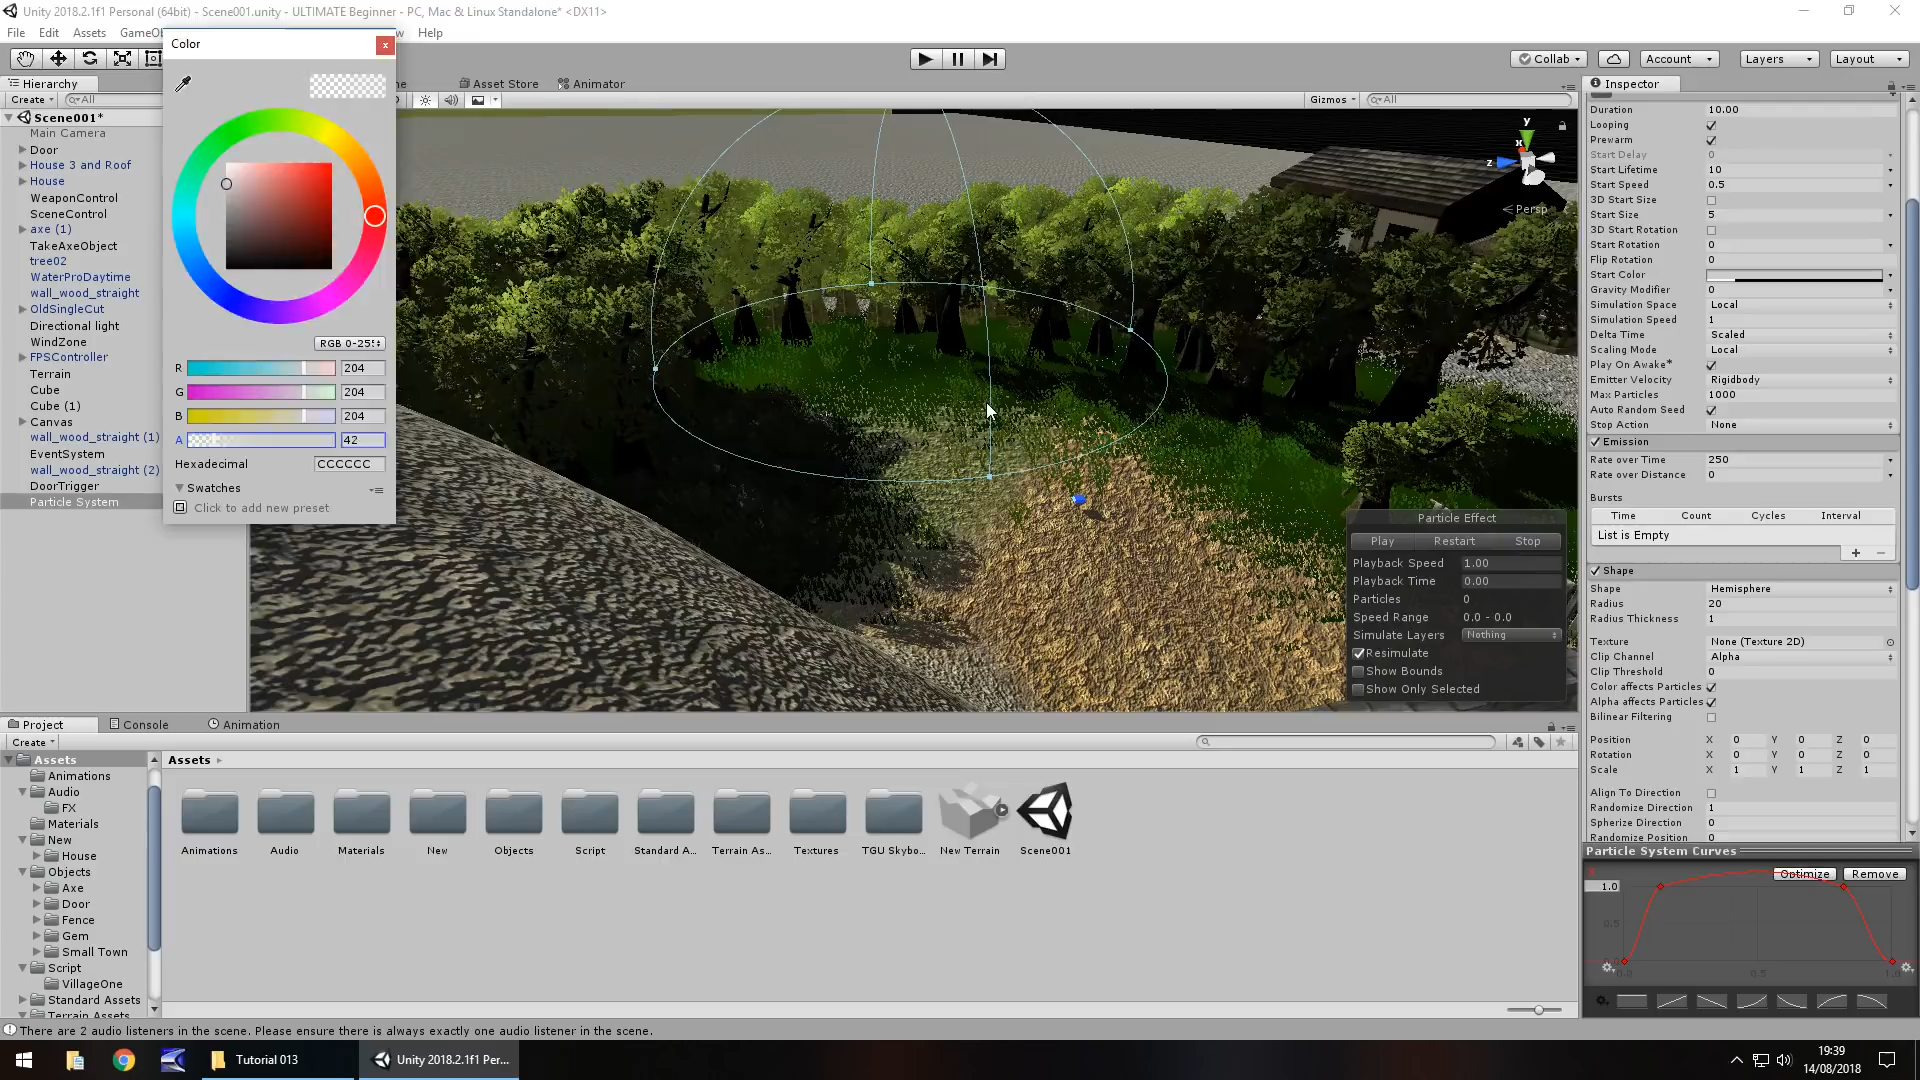 Unity 2018.2.1f1 Personal (64bit) - Scene001.unity - ULTIMATE Beginner - PC, Mac & Linux Standalone* <DX11>
File Edit Assets GameOb w Help
Color
Collab Account Layers Layout
Hierarchy
Asset Store Animator
Inspector
Create All
Gizmos All
Scene001*
Main Camera
Door
House 3 and Roof
House
WeaponControl
SceneControl
axe (1)
TakeAxeObject
tree02
WaterProDaytime
wall_wood_straight
OldSingleCut
Directional light
WindZone
FPSController
Terrain
Cube
Cube (1)
Canvas
wall_wood_straight (1)
EventSystem
wall_wood_straight (2)
DoorTrigger
Particle System
RGB 0-255
R 204
G 204
B 204
A 42
Hexadecimal CCCCCC
Swatches
Click to add new preset
y
x
z
Persp
Particle Effect
Play Restart Stop
Playback Speed 1.00
Playback Time 0.00
Particles 0
Speed Range 0.0 - 0.0
Simulate Layers Nothing
Resimulate
Show Bounds
Show Only Selected
Duration 10.00
Looping
Prewarm
Start Delay 0
Start Lifetime 10
Start Speed 0.5
3D Start Size
Start Size 5
3D Start Rotation
Start Rotation 0
Flip Rotation 0
Start Color
Gravity Modifier 0
Simulation Space Local
Simulation Speed 1
Delta Time Scaled
Scaling Mode Local
Play On Awake*
Emitter Velocity Rigidbody
Max Particles 1000
Auto Random Seed
Stop Action None
Emission
Rate over Time 250
Rate over Distance 0
Bursts
Time Count Cycles Interval
List is Empty
Shape
Shape Hemisphere
Radius 20
Radius Thickness 1
Texture None (Texture 2D)
Clip Channel Alpha
Clip Threshold 0
Color affects Particles
Alpha affects Particles
Bilinear Filtering
Position X 0 Y 0 Z 0
Rotation X 0 Y 0 Z 0
Scale X 1 Y 1 Z 1
Align To Direction
Randomize Direction 1
Spherize Direction 0
Randomize Position 0
Particle System Curves
Optimize Remove
1.0
0.5
0.0 0.5 1.0
Project Console Animation
Create
Assets
Animations
Audio
FX
Materials
New
House
Objects
Axe
Door
Fence
Gem
Small Town
Script
VillageOne
Standard Assets
Terrain Assets
Assets
Animations Audio Materials New Objects Script Standard A... Terrain As... Textures TGU Skybo... New Terrain Scene001
There are 2 audio listeners in the scene. Please ensure there is always exactly one audio listener in the scene.
Tutorial 013
Unity 2018.2.1f1 Per...
19:39
14/08/2018